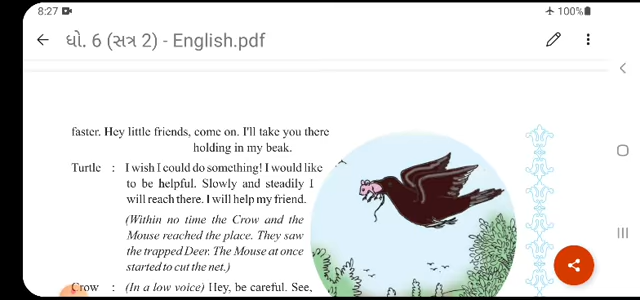 8:27 100%
ધો. 6 (સત્ર 2) - English.pdf
faster. Hey little friends, come on. I'll take you there
holding in my beak.
Turtle : I wish I could do something! I would like
to be helpful. Slowly and steadily I
will reach there. I will help my friend.
(Within no time the Crow and the
Mouse reached the place. They saw
the trapped Deer. The Mouse at once
started to cut the net.)
Crow : (In a low voice) Hey, be careful. See,